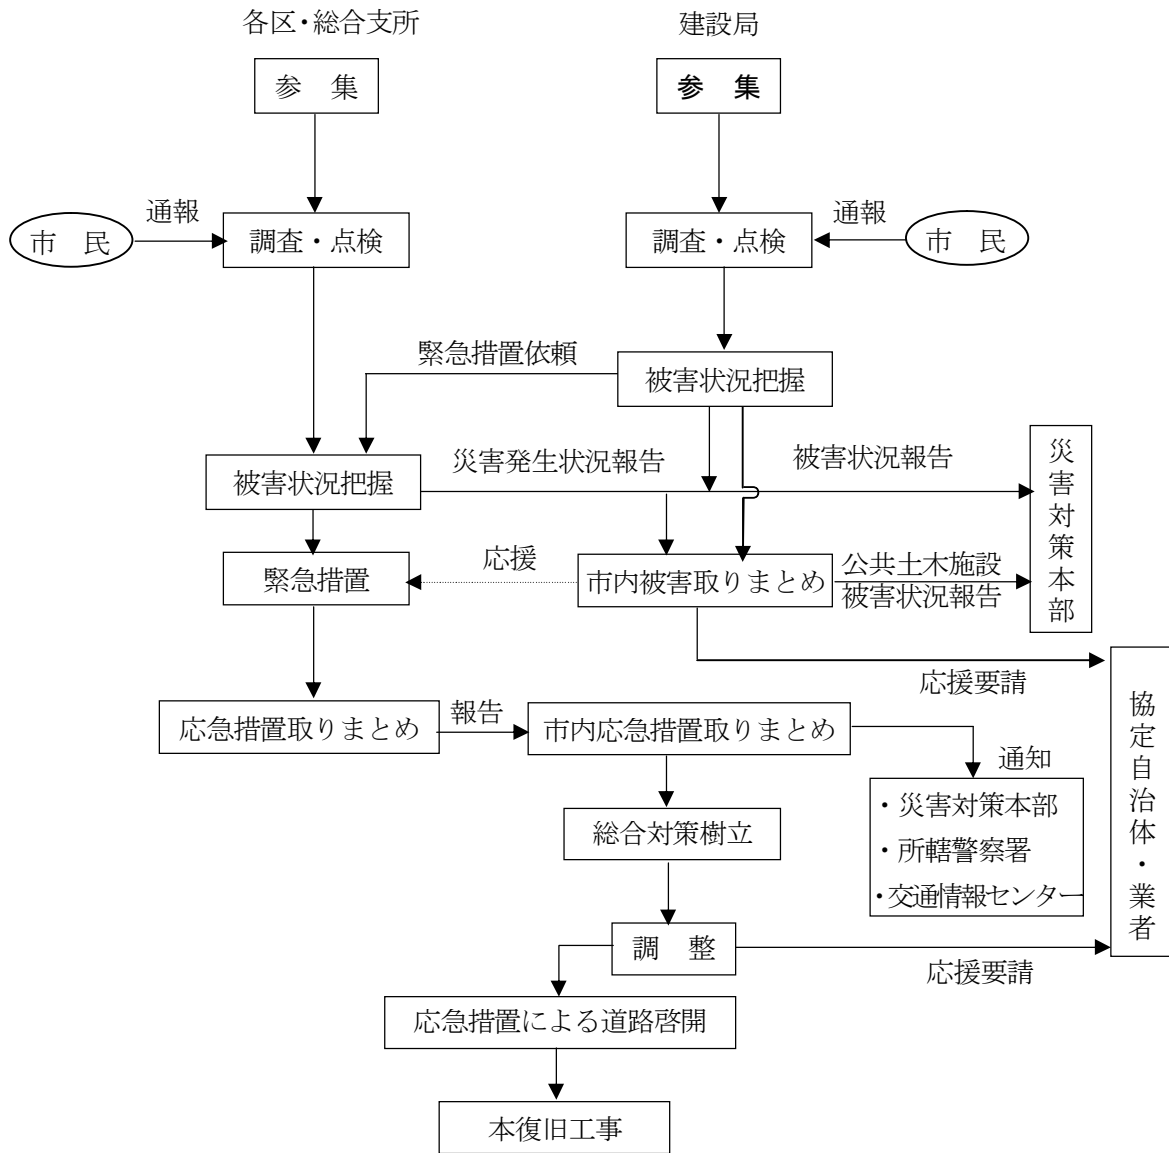 各区・総合支所
建設局
参 集
参 集
通報
通報
市 民
調査・点検
調査・点検
市 民
緊急措置依頼
被害状況把握
災害発生状況報告
被害状況報告
被害状況把握
災害対策本部
緊急措置
応援
市内被害取りまとめ
公共土木施設
被害状況報告
応援要請
協定自治体・業者
応急措置取りまとめ
報告
市内応急措置取りまとめ
通知
・災害対策本部
・所轄警察署
・交通情報センター
総合対策樹立
調 整
応援要請
応急措置による道路啓開
本復旧工事